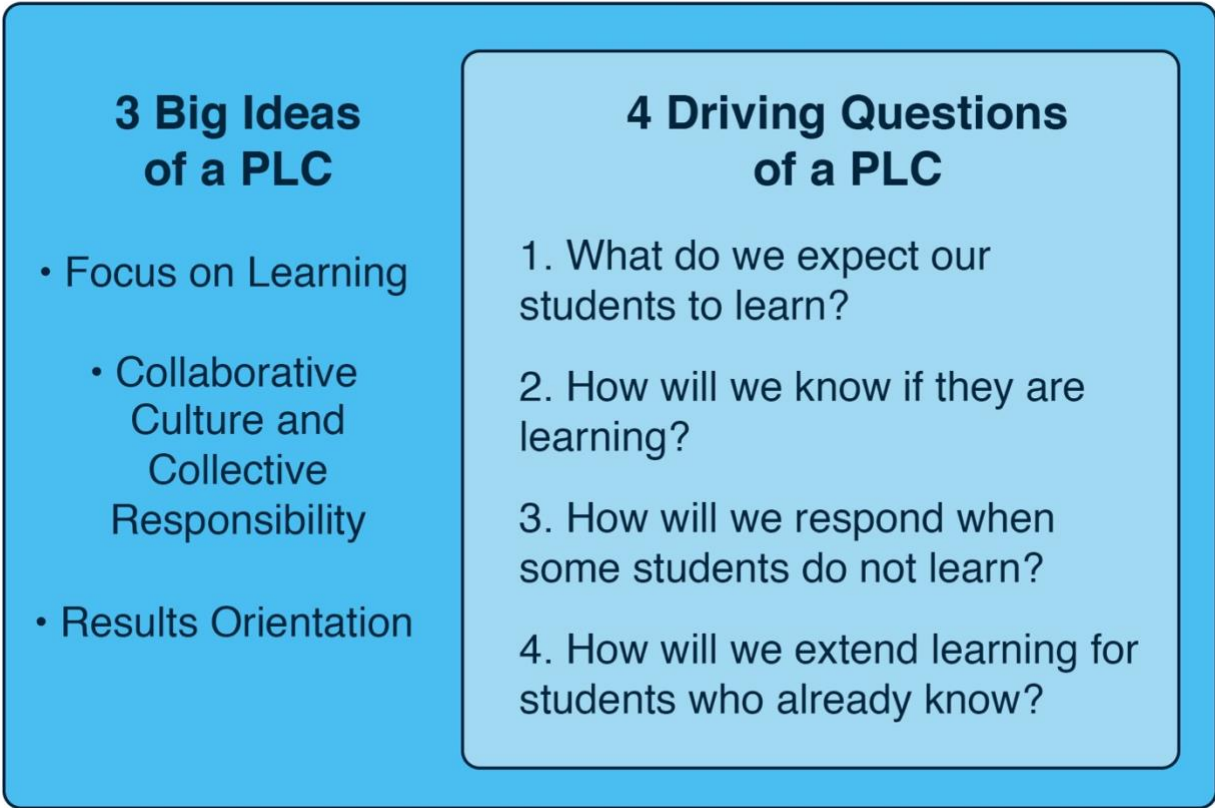 3 Big Ideas
of a PLC
• Focus on Learning
• Collaborative
Culture and
Collective
Responsibility
• Results Orientation
4 Driving Questions
of a PLC
1. What do we expect our
students to learn?
2. How will we know if they are
learning?
3. How will we respond when
some students do not learn?
4. How will we extend learning for
students who already know?